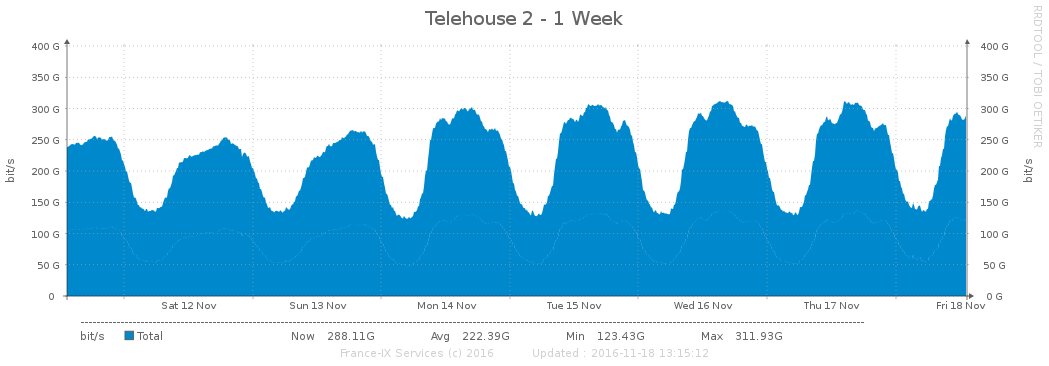 Telehouse 2 - 1 Week
RRDTOOL / TOBI OETIKER
400 G 400 G
350 G 350 G
300 G 300 G
250 G 250 G
200 G 200 G
150 G 150 G
100 G 100 G
50 G 50 G
0 0 G
bit/s
bit/s
Sat 12 Nov Sun 13 Nov Mon 14 Nov Tue 15 Nov Wed 16 Nov Thu 17 Nov Fri 18 Nov
bit/s Total Now 288.11G Avg 222.39G Min 123.43G Max 311.93G
France-IX Services (c) 2016 Updated : 2016-11-18 13:15:12